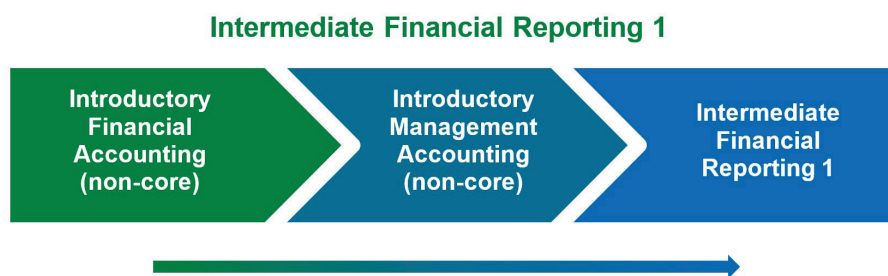 Intermediate Financial Reporting 1
Introductory
Financial
Accounting
(non-core)
Introductory
Management
Accounting
(non-core)
Intermediate
Financial
Reporting 1